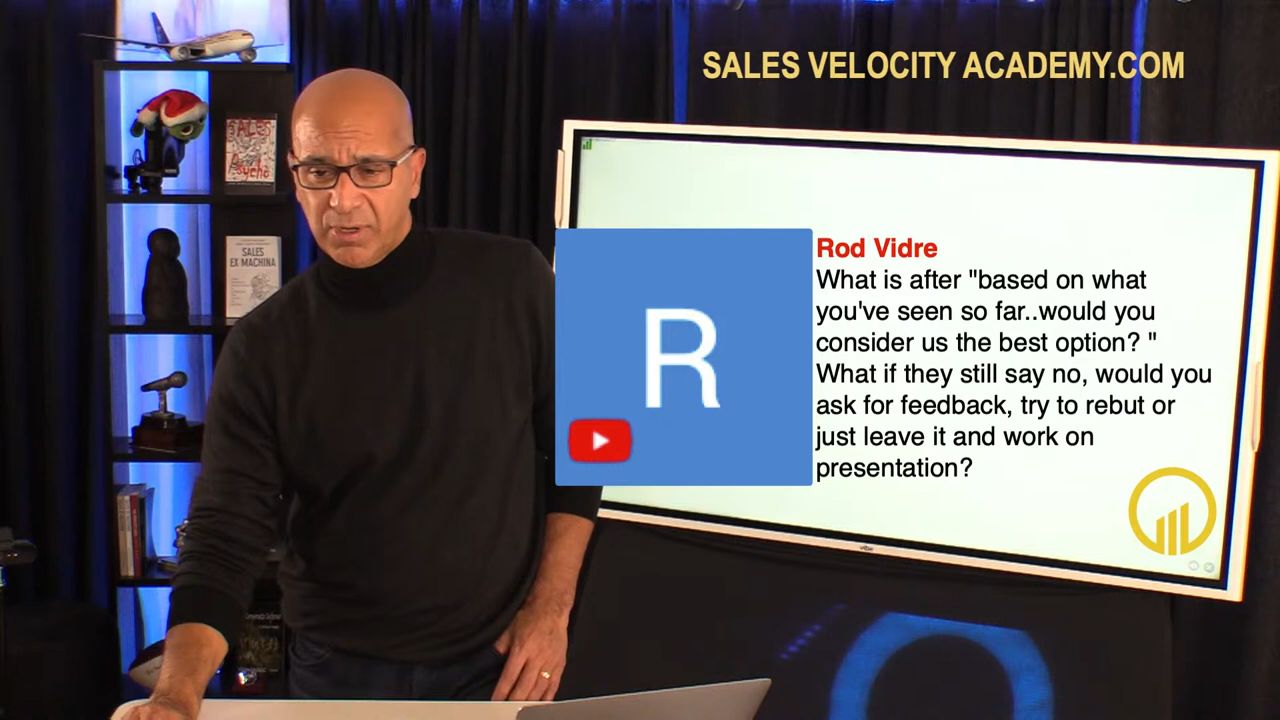 SALES VELOCITY ACADEMY.COM
SALES
Psycho
SALES
EX MACHINA
R
Rod Vidre
What is after "based on what
you've seen so far..would you
consider us the best option? "
What if they still say no, would you
ask for feedback, try to rebut or
just leave it and work on
presentation?